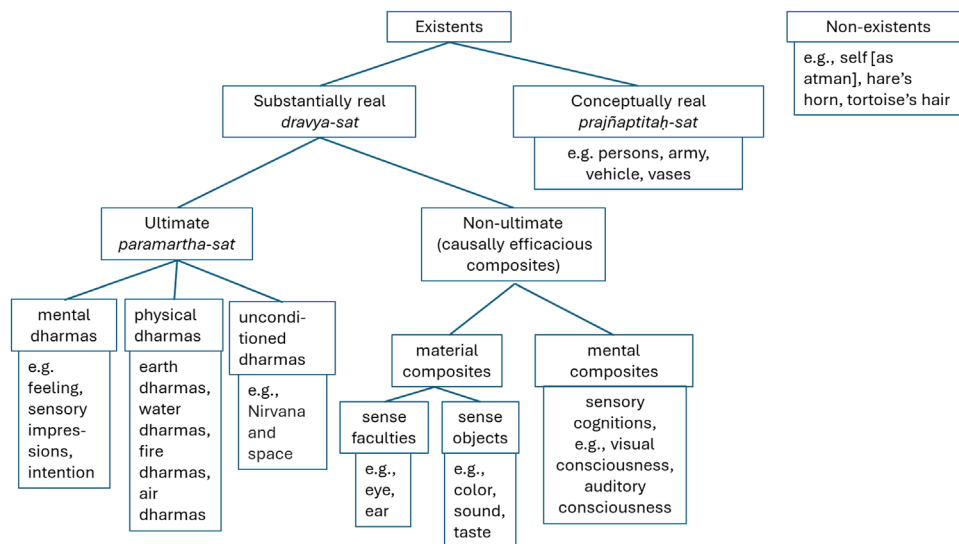 Existents
Non-existents
e.g., self [as
atman], hare's
horn, tortoise's hair
Substantially real
dravya-sat
Conceptually real
prajñaptitaḥ-sat
e.g. persons, army,
vehicle, vases
Ultimate
paramartha-sat
Non-ultimate
(causally efficacious
composites)
mental
dharmas
e.g.
feeling,
sensory
impres-
sions,
intention
physical
dharmas
earth
dharmas,
water
dharmas,
fire
dharmas,
air
dharmas
uncondi-
tioned
dharmas
e.g.,
Nirvana
and
space
material
composites
sense
faculties
e.g.,
eye,
ear
sense
objects
e.g.,
color,
sound,
taste
mental
composites
sensory
cognitions,
e.g., visual
consciousness,
auditory
consciousness